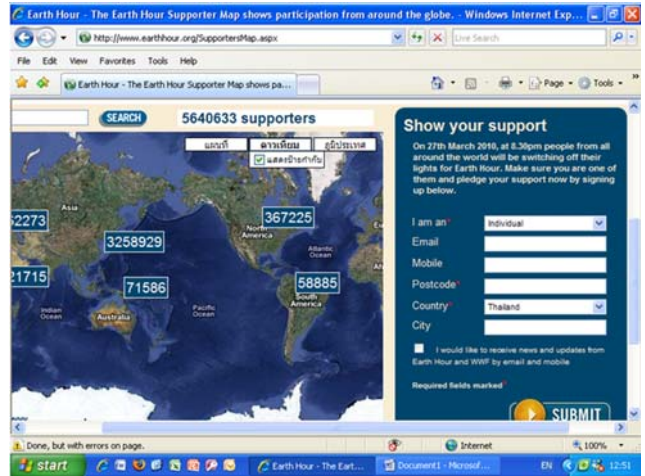 Earth Hour - The Earth Hour Supporter Map shows participation from around the globe. - Windows Internet Exp...
http://www.earthhour.org/SupportersMap.aspx
Live Search
File Edit View Favorites Tools Help
Earth Hour - The Earth Hour Supporter Map shows pa...
Page Tools
SEARCH
5640633 supporters
แผนที่ ดาวเทียม ภูมิประเทศ
แสดงป้ายกำกับ
Asia
367225
North America
3258929
Atlantic Ocean
21715
71586
58885
South America
Indian Ocean
Australia
Pacific Ocean
Show your support
On 27th March 2010, at 8.30pm people from all
around the world will be switching off their
lights for Earth Hour. Make sure you are one of
them and pledge your support now by signing
up below.
I am an* Individual
Email
Mobile
Postcode*
Country* Thailand
City
I would like to receive news and updates from
Earth Hour and WWF by email and mobile
Required fields marked*
SUBMIT
Done, but with errors on page.
Internet
100%
start
Earth Hour - The Eart...
Document1 - Microsof...
EN
12:51